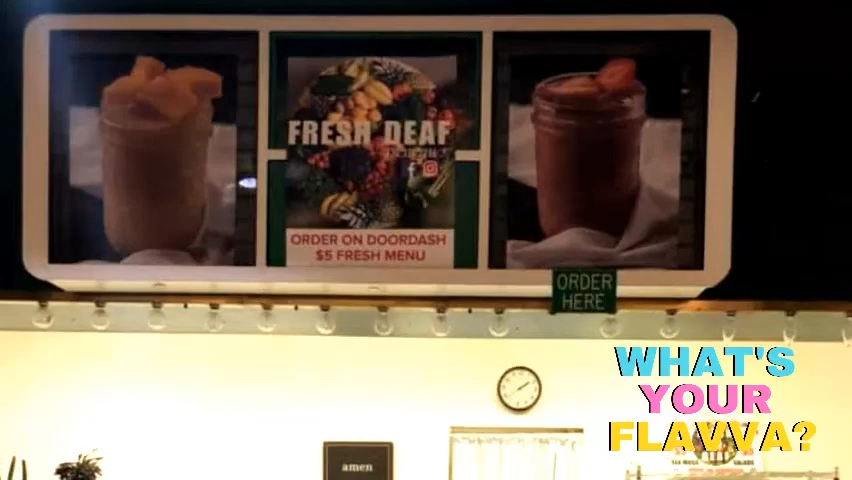 FRESH DEAF
ORDER ON DOORDASH
$5 FRESH MENU
ORDER
HERE
WHAT'S
YOUR
FLAVVA?
amen